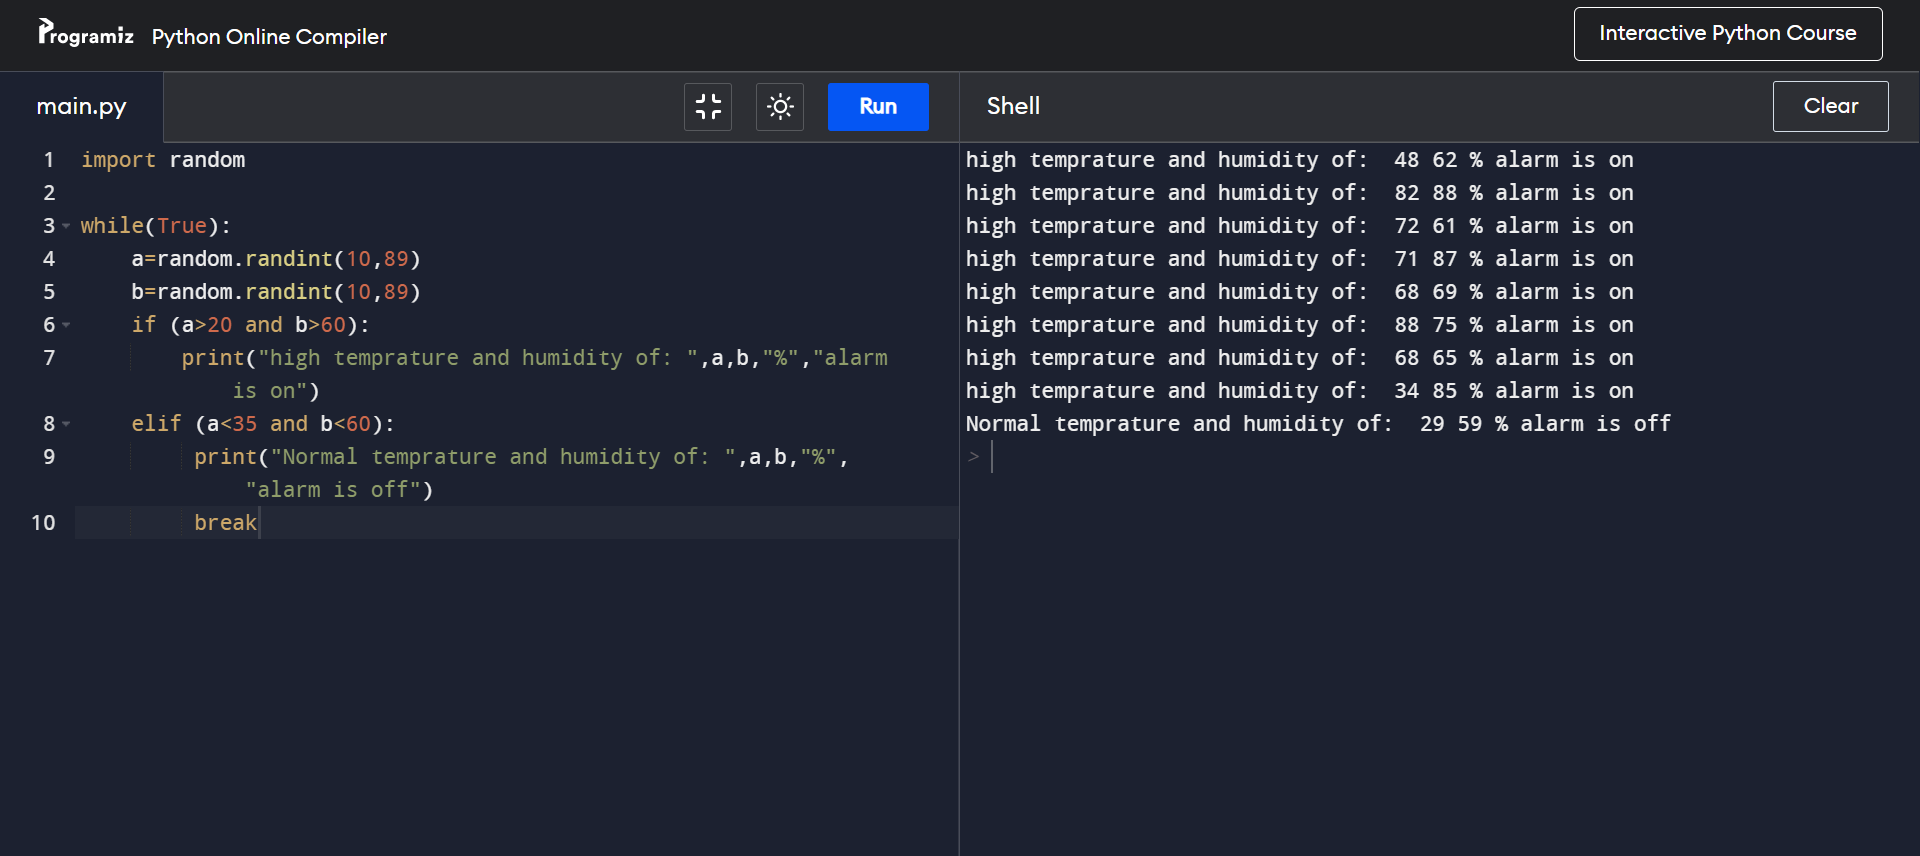 Programiz Python Online Compiler
Interactive Python Course
main.py
Run
Shell
Clear
1 import random
2
3 while(True):
4     a=random.randint(10,89)
5     b=random.randint(10,89)
6     if (a>20 and b>60):
7         print("high temprature and humidity of: ",a,b,"%","alarm
is on")
8     elif (a<35 and b<60):
9          print("Normal temprature and humidity of: ",a,b,"%",
"alarm is off")
10          break
high temprature and humidity of:  48 62 % alarm is on
high temprature and humidity of:  82 88 % alarm is on
high temprature and humidity of:  72 61 % alarm is on
high temprature and humidity of:  71 87 % alarm is on
high temprature and humidity of:  68 69 % alarm is on
high temprature and humidity of:  88 75 % alarm is on
high temprature and humidity of:  68 65 % alarm is on
high temprature and humidity of:  34 85 % alarm is on
Normal temprature and humidity of:  29 59 % alarm is off
>